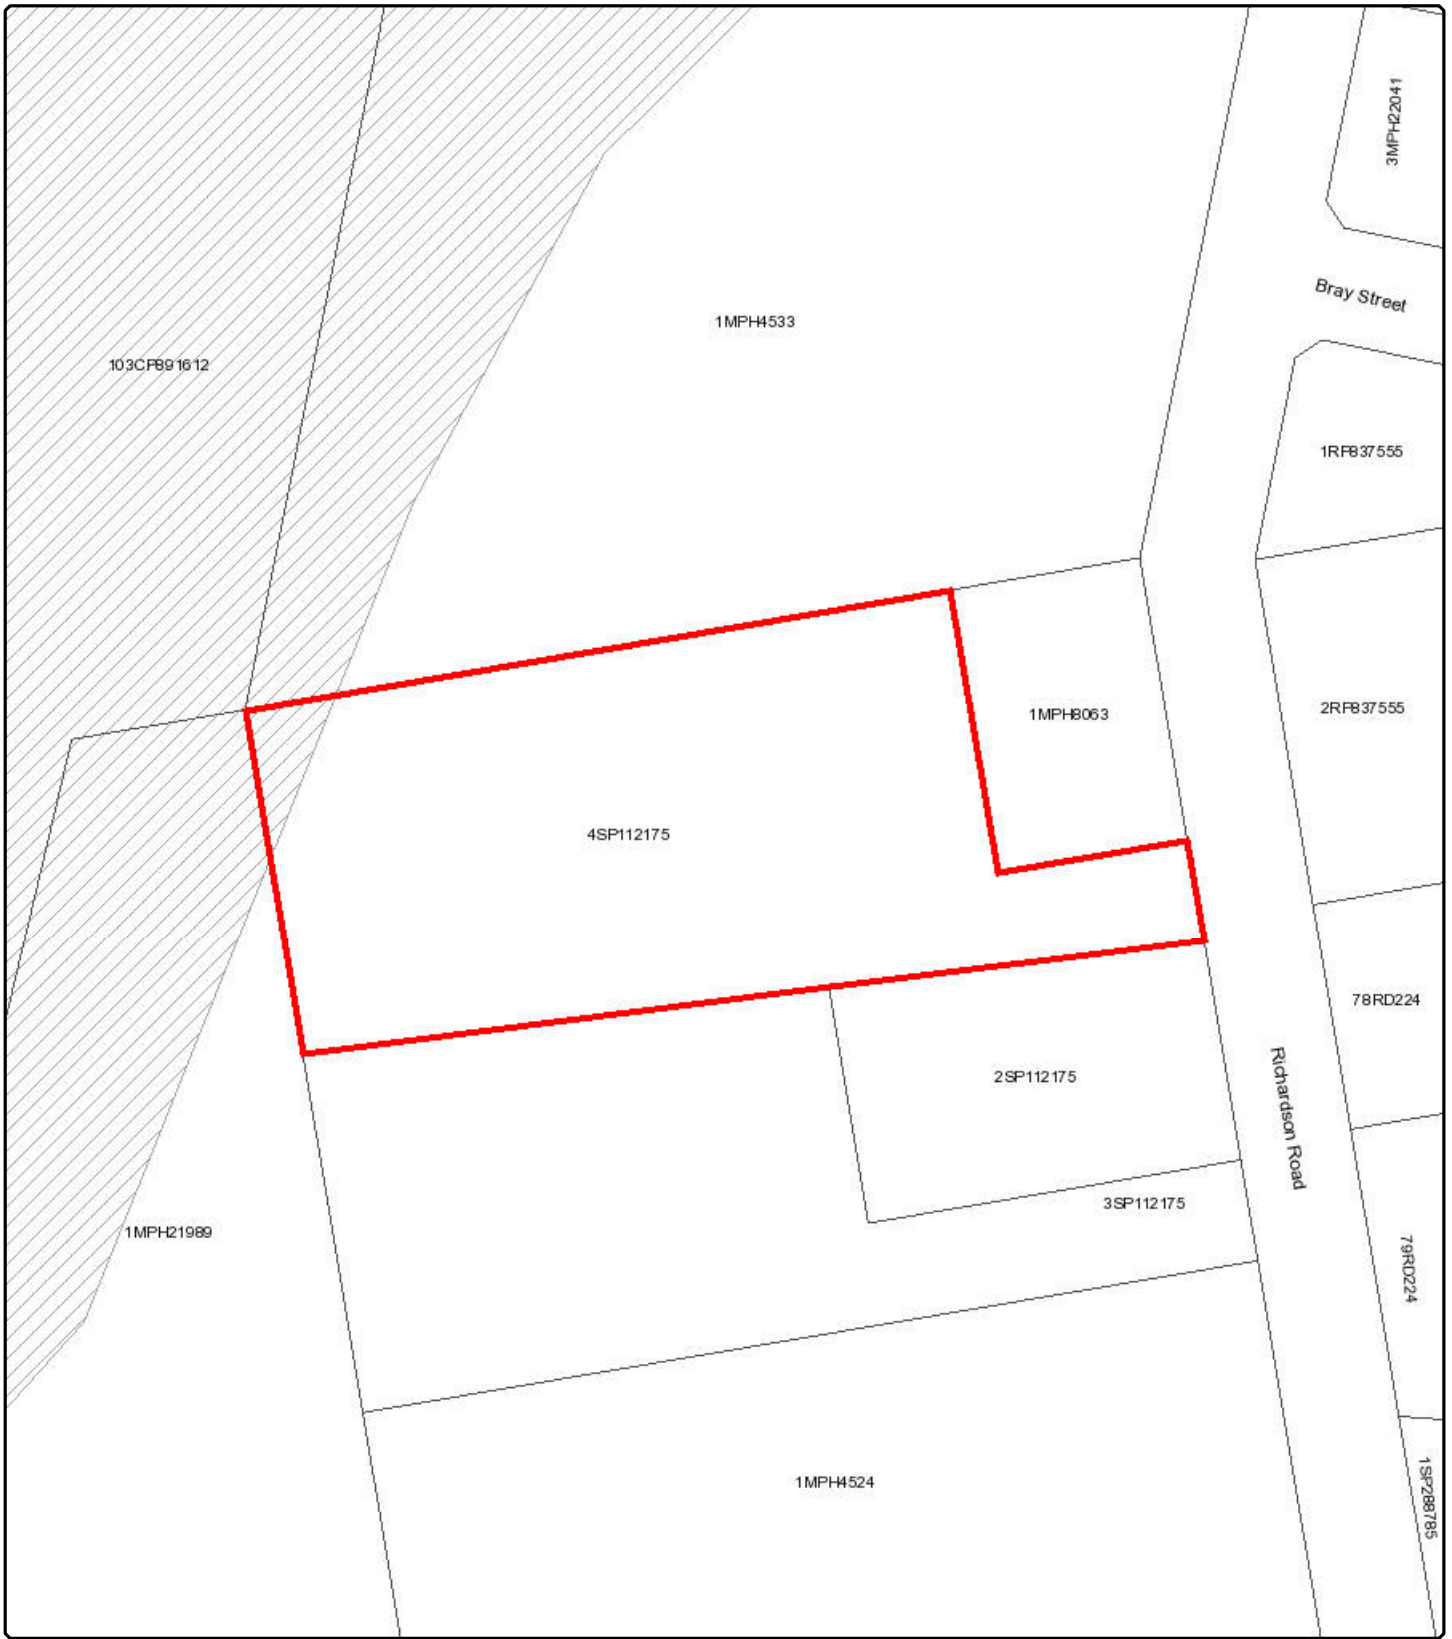 3MPH22041
Bray Street
1MPH4533
103CP891612
1RP837555
2RP837555
1MPH8063
4SP112175
78RD224
2SP112175
Richardson Road
3SP112175
1MPH21989
79RD224
1MPH4524
1SP288785